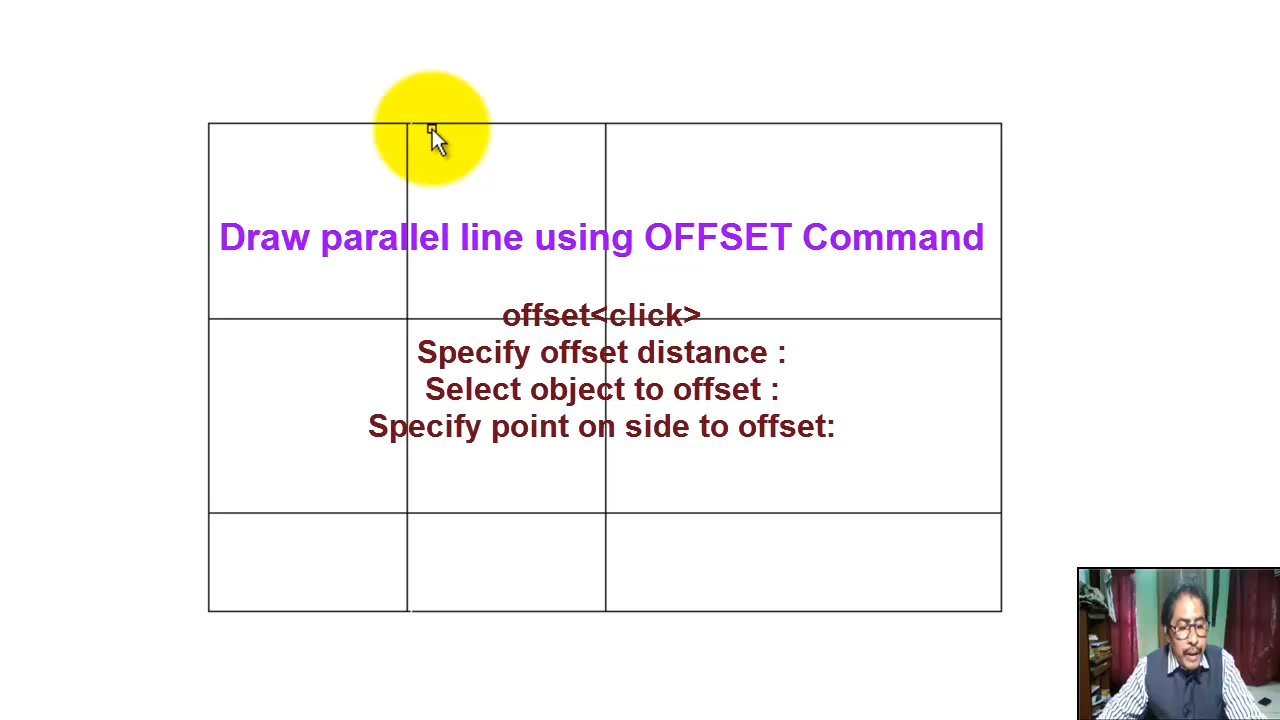 Draw parallel line using OFFSET Command
offset<click>
Specify offset distance :
Select object to offset :
Specify point on side to offset: